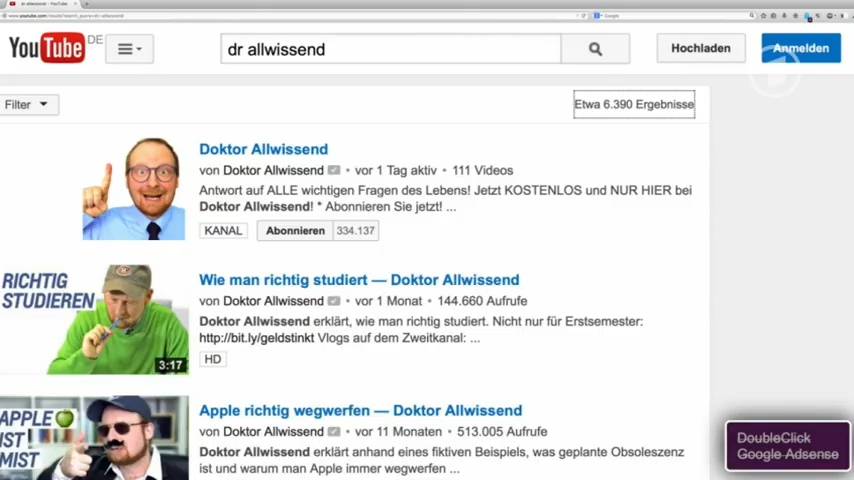 dr allwissend - YouTube
YouTube DE
dr allwissend
Hochladen
Anmelden
Filter
Etwa 6.390 Ergebnisse
Doktor Allwissend
von Doktor Allwissend • vor 1 Tag aktiv • 111 Videos
Antwort auf ALLE wichtigen Fragen des Lebens! Jetzt KOSTENLOS und NUR HIER bei
Doktor Allwissend! * Abonnieren Sie jetzt! ...
KANAL Abonnieren 334.137
RICHTIG
STUDIEREN
3:17
Wie man richtig studiert — Doktor Allwissend
von Doktor Allwissend • vor 1 Monat • 144.660 Aufrufe
Doktor Allwissend erklärt, wie man richtig studiert. Nicht nur für Erstsemester:
http://bit.ly/geldstinkt Vlogs auf dem Zweitkanal: ...
HD
APPLE
IST
MIST
Apple richtig wegwerfen — Doktor Allwissend
von Doktor Allwissend • vor 11 Monaten • 513.005 Aufrufe
Doktor Allwissend erklärt anhand eines fiktiven Beispiels, was geplante Obsoleszenz
ist und warum man Apple immer wegwerfen ...
DoubleClick
Google Adsense